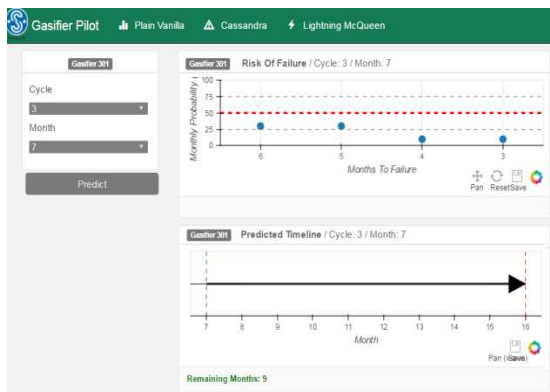 Gasifier Pilot Plain Vanilla Cassandra Lightning McQueen
Gasifier 301
Cycle
3
Month
7
Predict
Gasifier 301 Risk Of Failure / Cycle: 3 / Month: 7
Monthly Probability (
100
75
50
25
0
6 5 4 3
Months To Failure
Pan Reset Save
Gasifier 301 Predicted Timeline / Cycle: 3 / Month: 7
7 8 9 10 11 12 13 14 15 16
Month
Remaining Months: 9